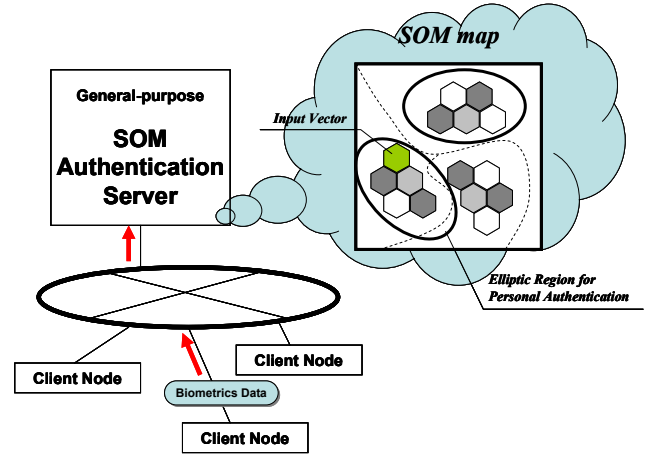 SOM map
General-purpose
SOM
Authentication
Server
Input Vector
Elliptic Region for
Personal Authentication
Client Node
Client Node
Biometrics Data
Client Node